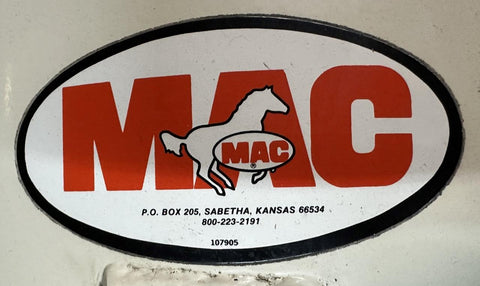 MAC
MAC
®
P.O. BOX 205, SABETHA, KANSAS 66534
800-223-2191
107905